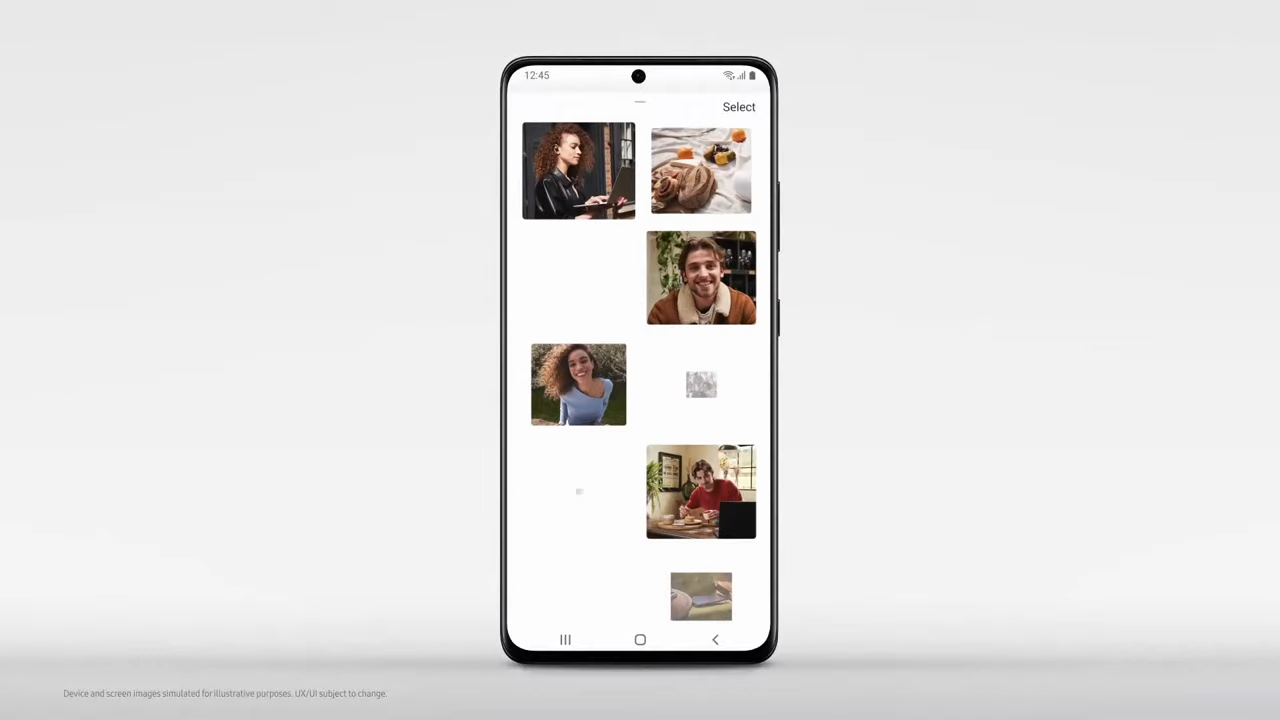 12:45
Select
Device and screen images simulated for illustrative purposes. UX/UI subject to change.